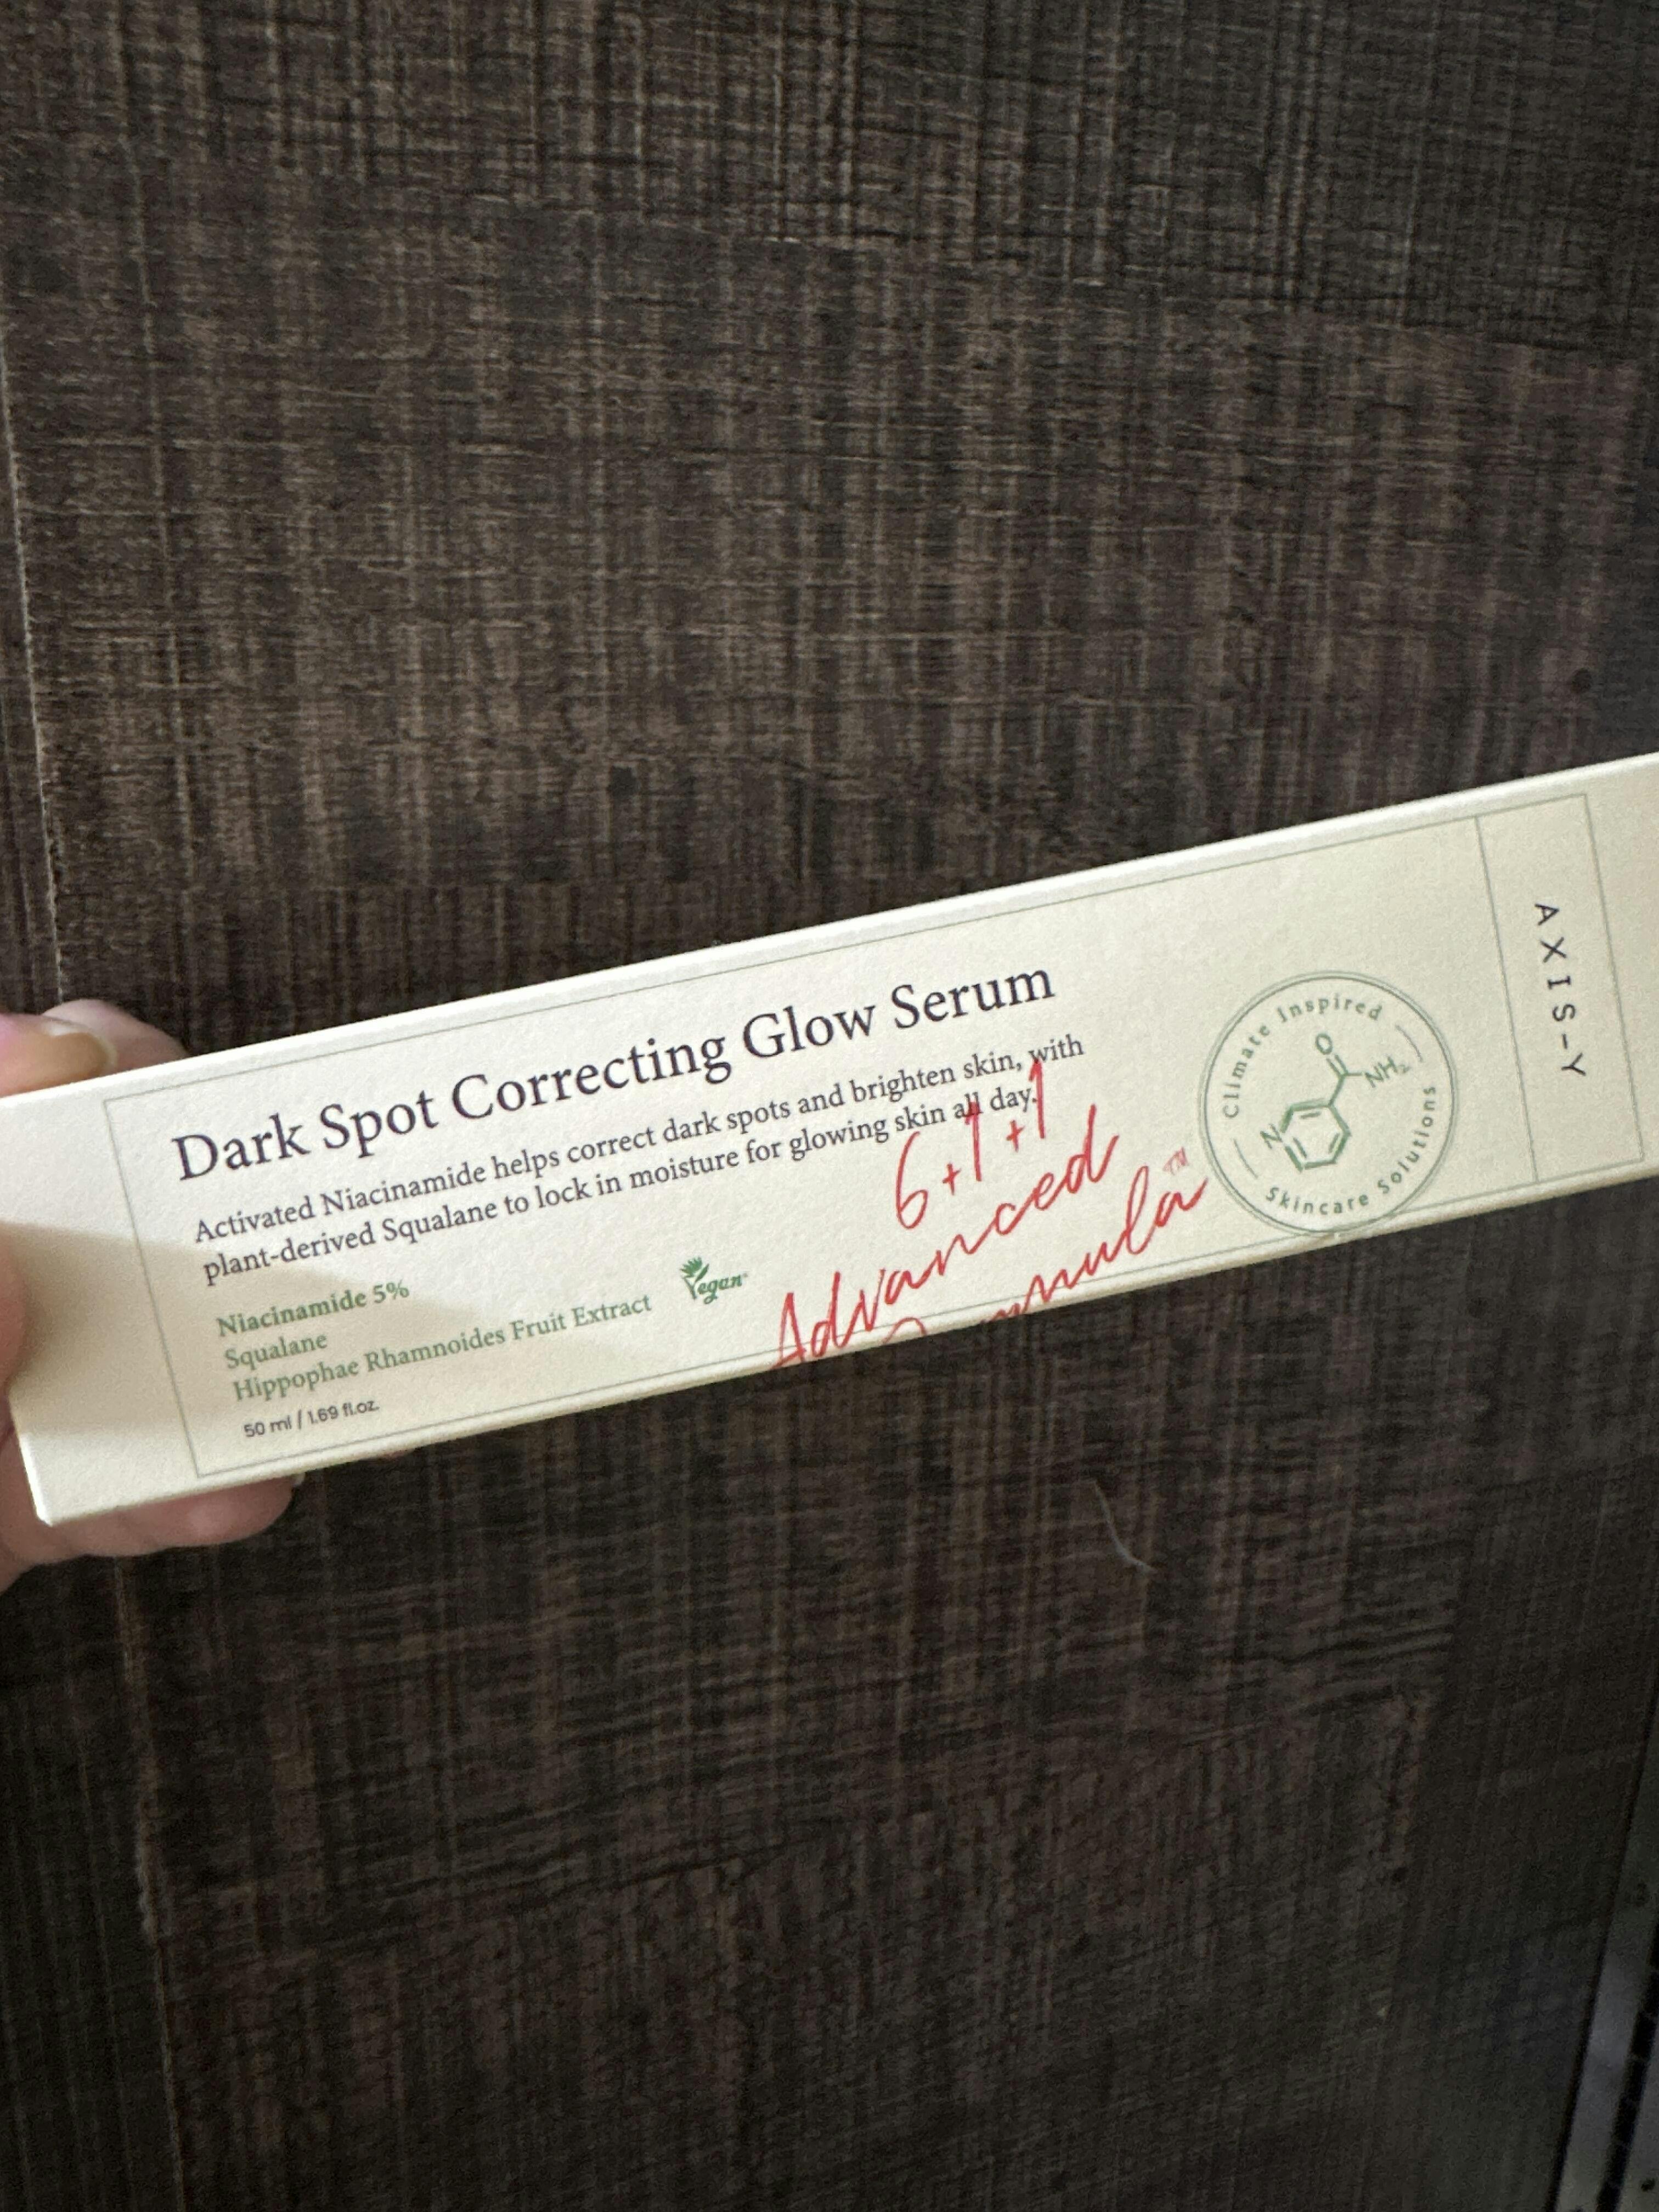 Dark Spot Correcting Glow Serum
Activated Niacinamide helps correct dark spots and brighten skin, with
plant-derived Squalane to lock in moisture for glowing skin all day.
Niacinamide 5%
Squalane
Hippophae Rhamnoides Fruit Extract
Vegan
50 ml / 1.69 fl.oz.
6+1+1
Advanced
Formula™
Climate Inspired
O
NH₂
N
Skincare Solutions
AXIS-Y